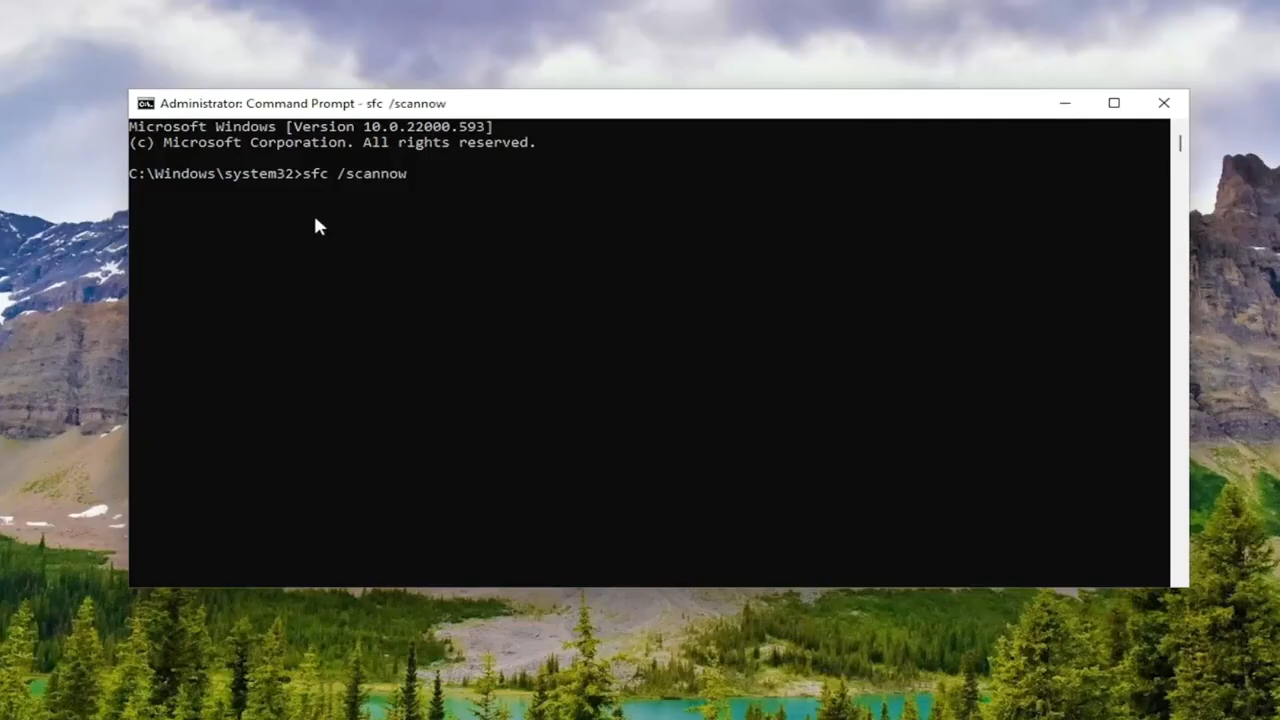 Administrator: Command Prompt - sfc  /scannow
Microsoft Windows [Version 10.0.22000.593]
(c) Microsoft Corporation. All rights reserved.
C:\Windows\system32>sfc /scannow